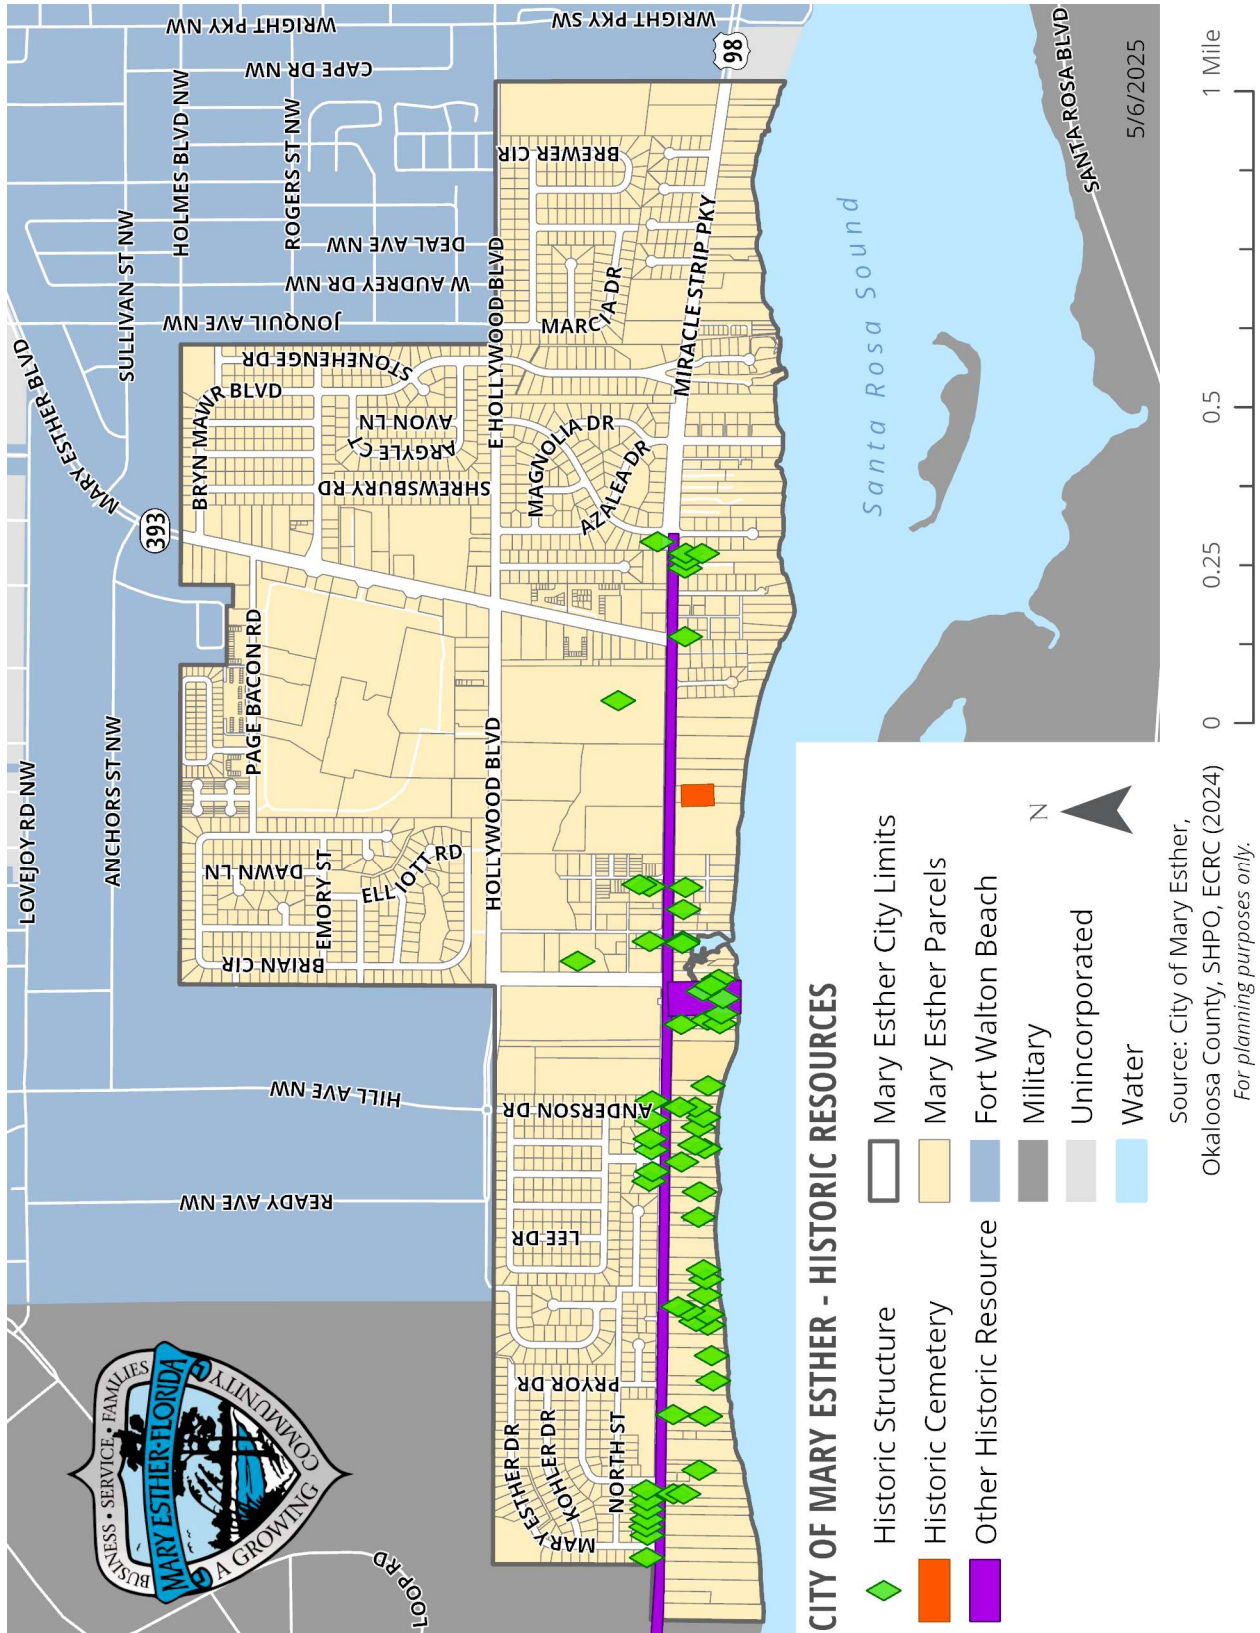 BUSINESS • SERVICE • FAMILIES
MARY ESTHER-FLORIDA
A GROWING COMMUNITY
LOVEJOY RD NW
MARY ESTHER BLVD
SULLIVAN ST NW
HOLMES BLVD NW
ROGERS ST NW
CAPE DR NW
WRIGHT PKY NW
WRIGHT PKY SW
ANCHORS ST NW
393
BRYN MAWR BLVD
STONEHENGE DR
JONQUIL AVE NW
W AUDREY DR NW
DEAL AVE NW
HILL AVE NW
READY AVE NW
LOOP RD
PAGE BACON RD
DAWN LN
EMORY ST
ELLIOTT RD
BRIAN CIR
AVON LN
ARGYLE CT
SHREWSBURY RD
HOLLYWOOD BLVD
E HOLLYWOOD BLVD
MAGNOLIA DR
AZALEA DR
MARCIA DR
BREWER CIR
98
MIRACLE STRIP PKY
ANDERSON DR
LEE DR
PRYOR DR
MARY ESTHER DR
KOHLER DR
NORTH ST
MARY
Santa Rosa Sound
SANTA ROSA BLVD
5/6/2025
CITY OF MARY ESTHER - HISTORIC RESOURCES
Historic Structure
Historic Cemetery
Other Historic Resource
Mary Esther City Limits
Mary Esther Parcels
Fort Walton Beach
Military
Unincorporated
Water
N
Source: City of Mary Esther,
Okaloosa County, SHPO, ECRC (2024)
For planning purposes only.
0 0.25 0.5 1 Mile